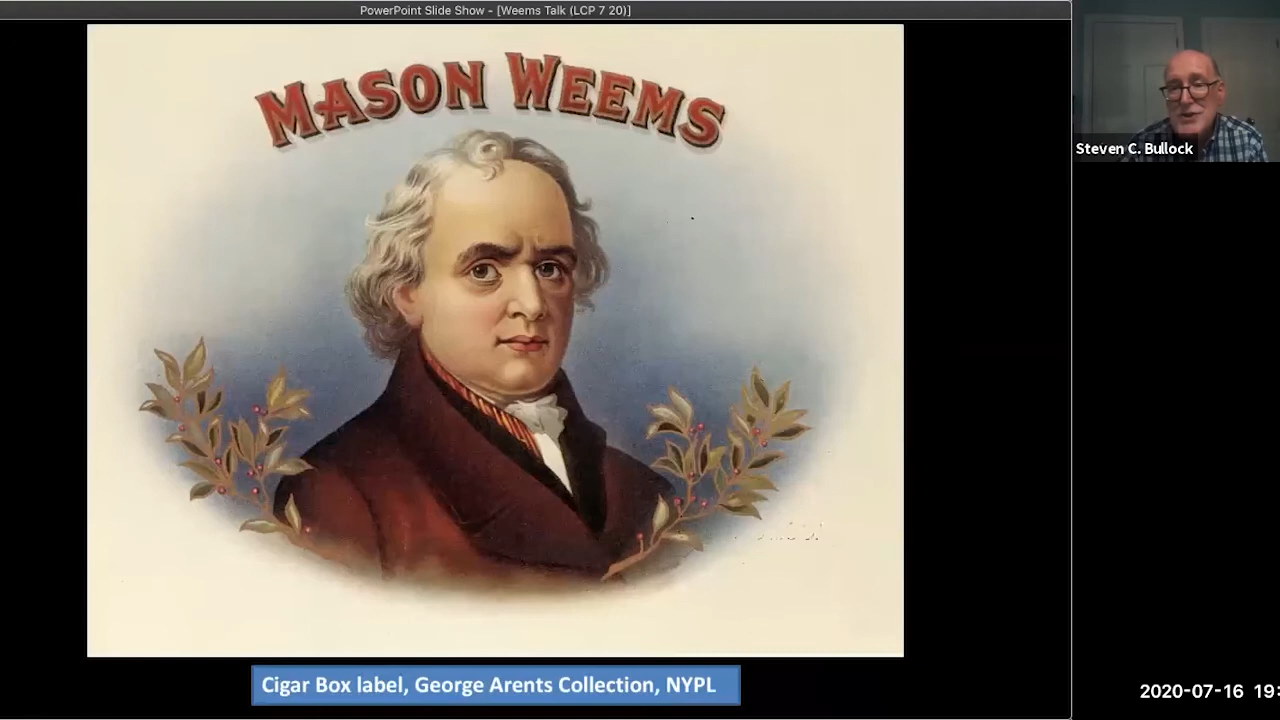 PowerPoint Slide Show - [Weems Talk (LCP 7 20)]
MASON WEEMS
Steven C. Bullock
Cigar Box label, George Arents Collection, NYPL
2020-07-16 19: